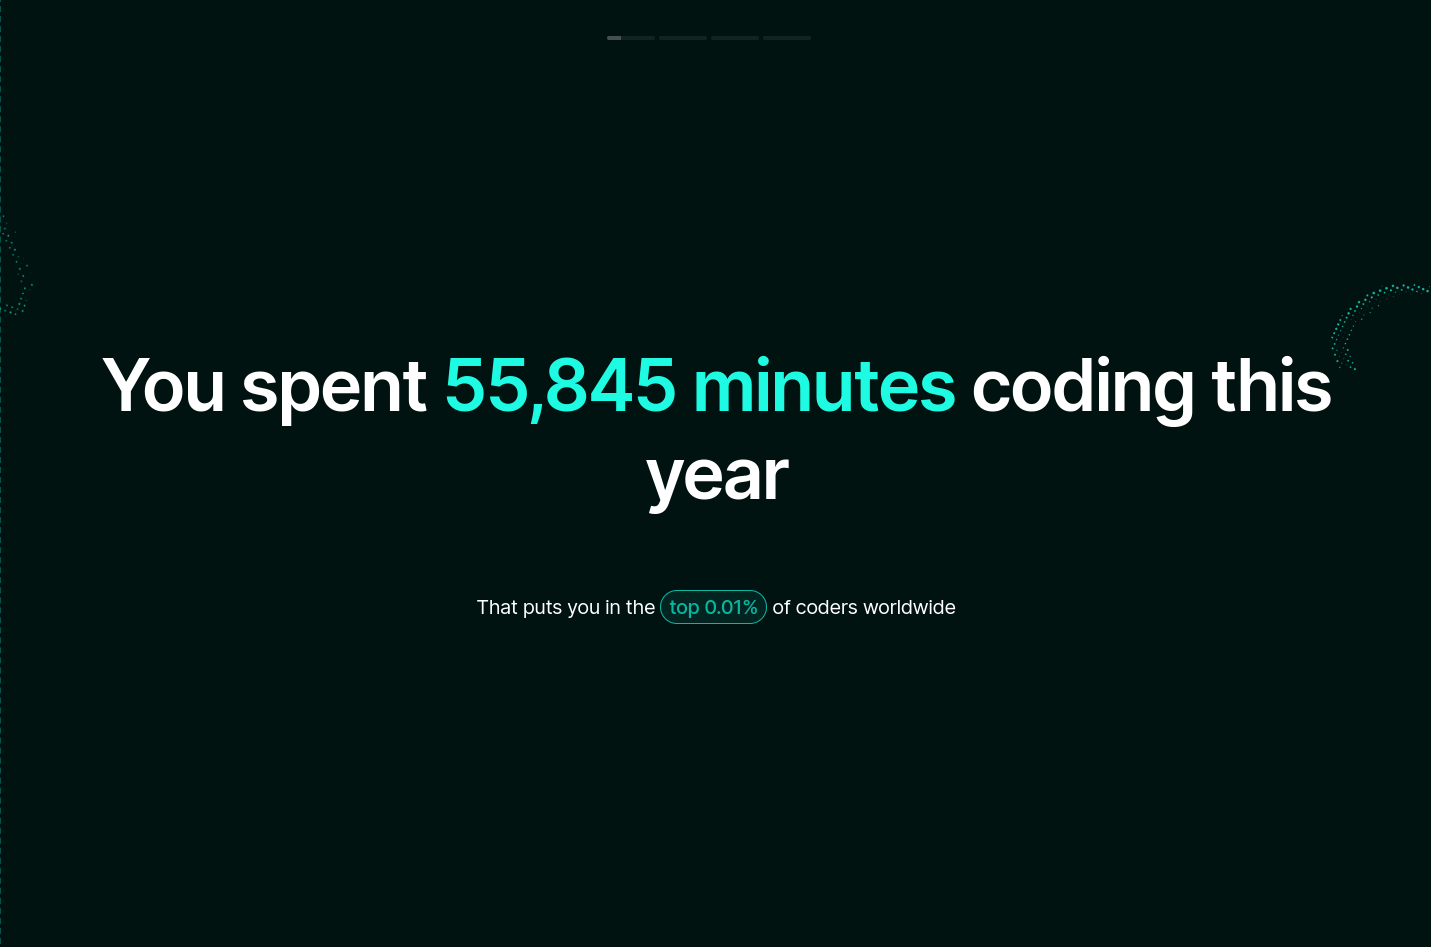 You spent 55,845 minutes coding this
year
That puts you in the top 0.01% of coders worldwide